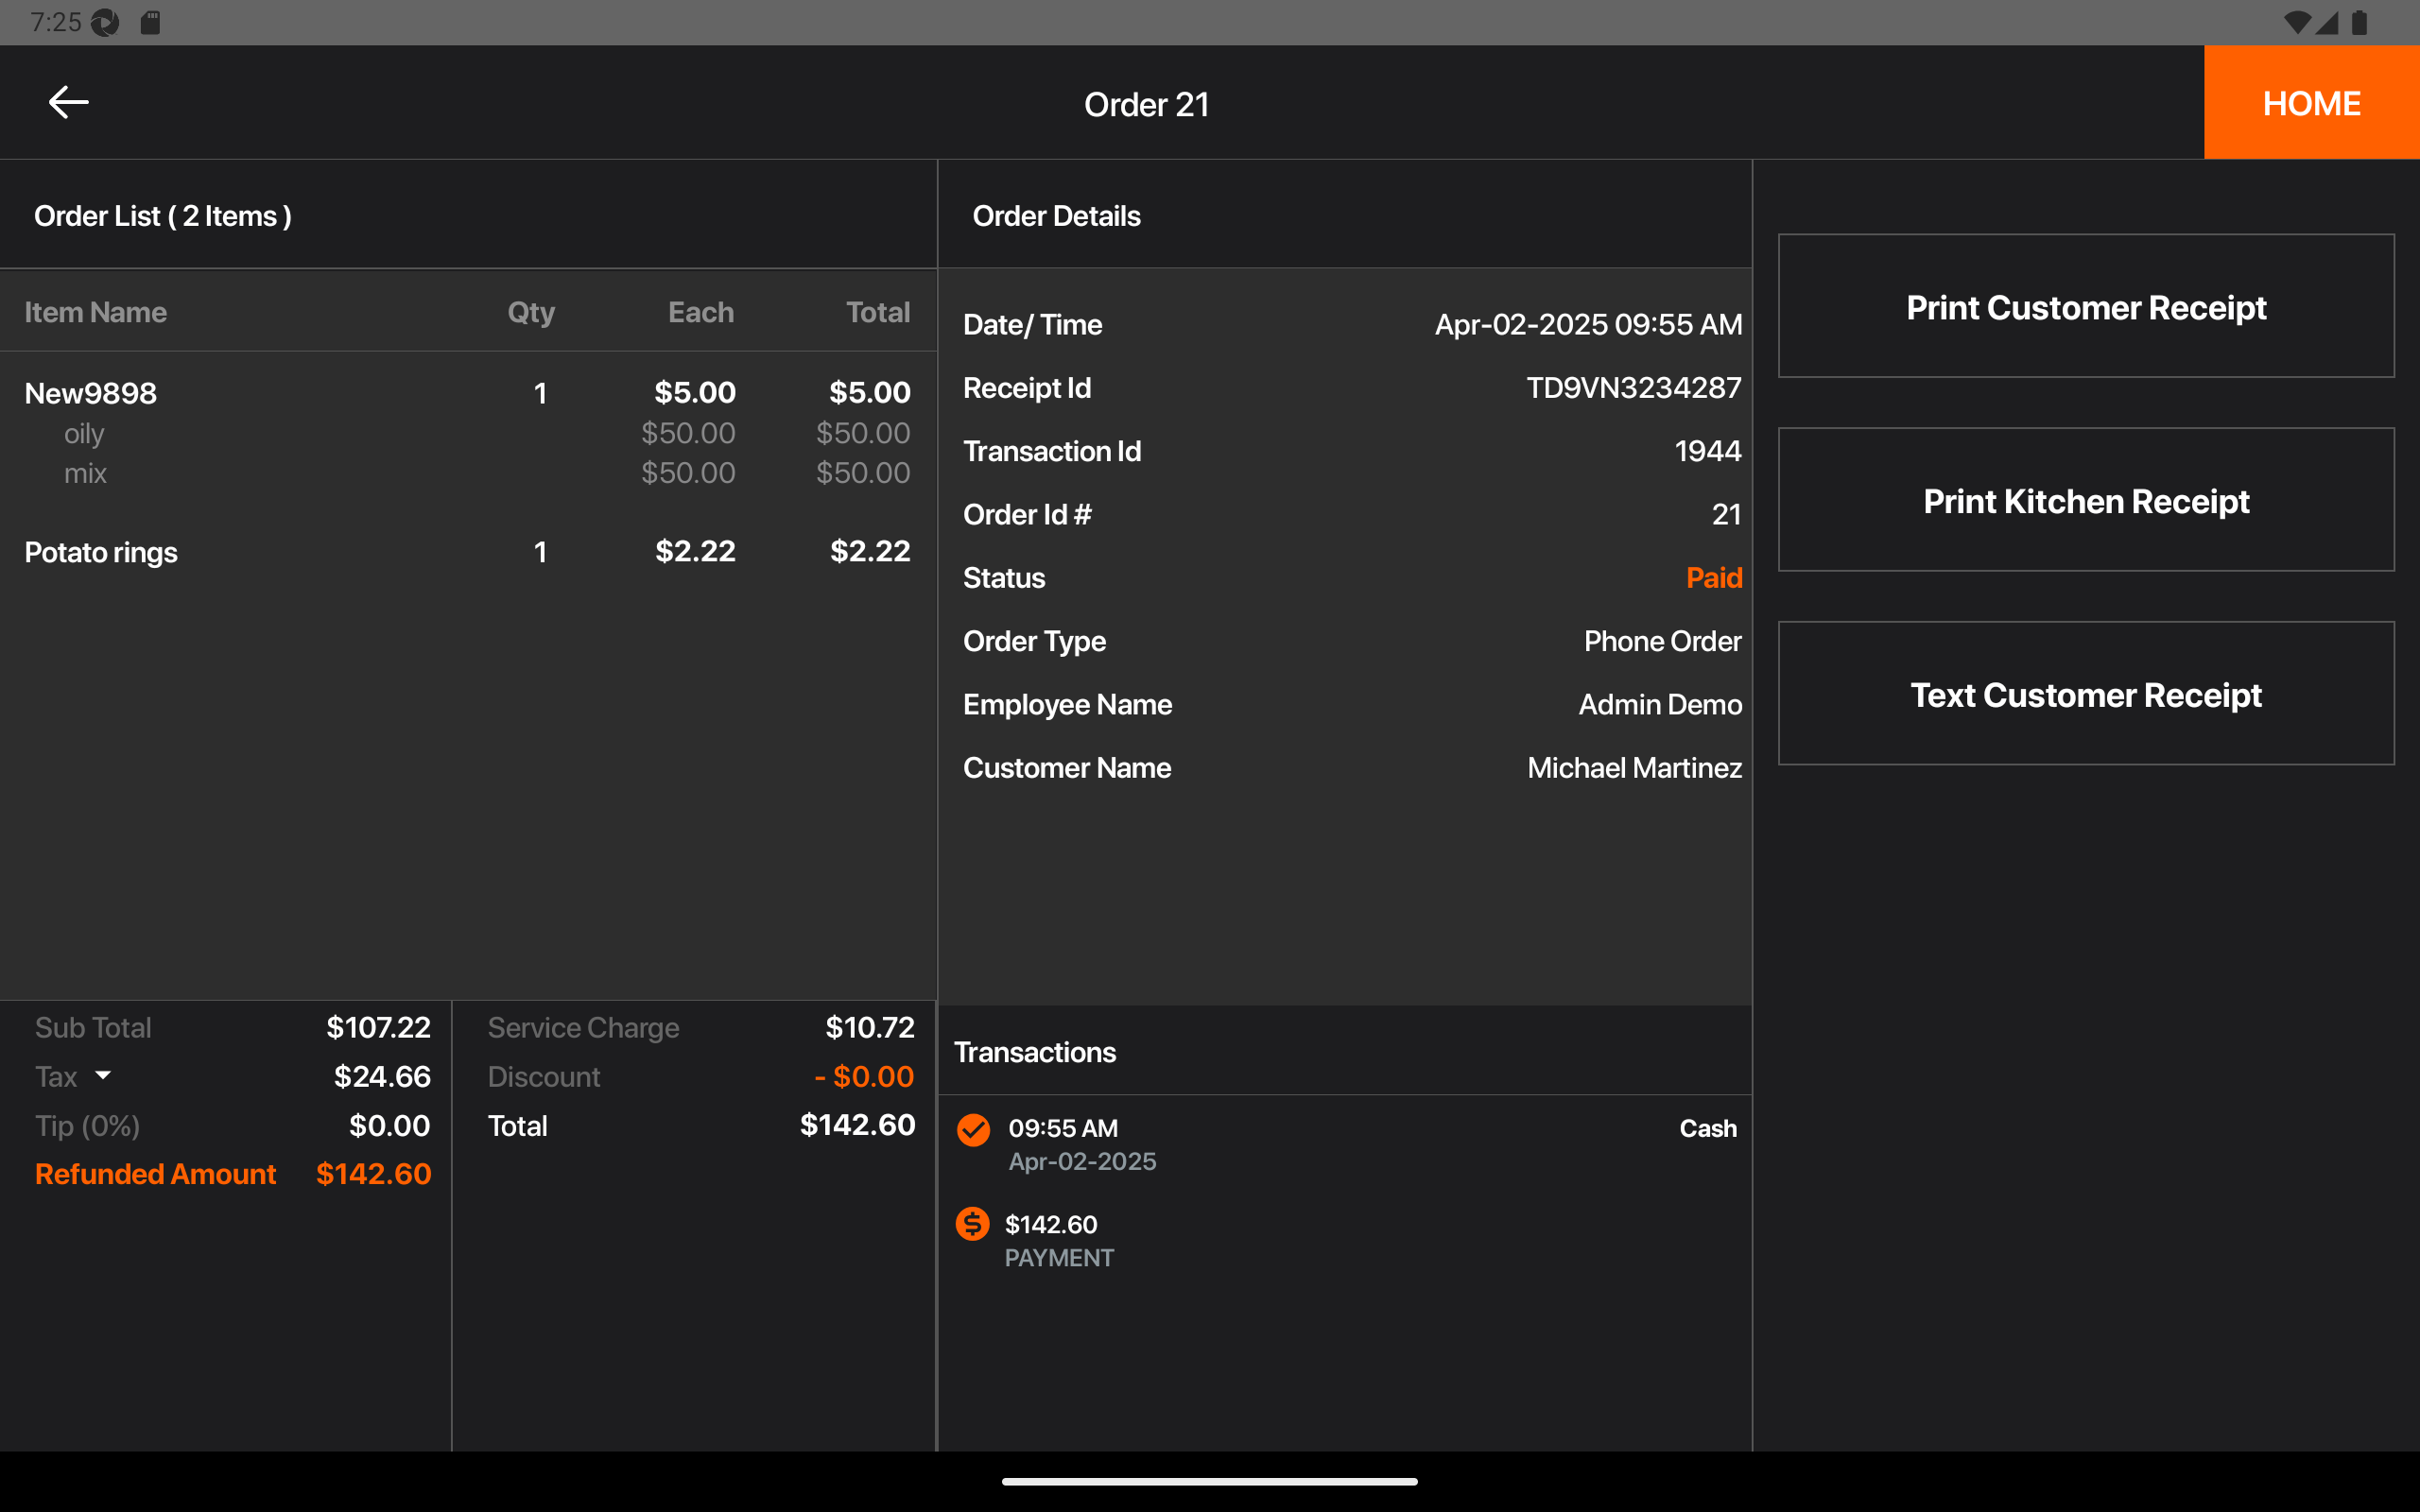 7:25
Order 21
HOME
Order List ( 2 Items )
Item Name Qty Each Total
New9898 1 $5.00 $5.00
oily $50.00 $50.00
mix $50.00 $50.00
Potato rings 1 $2.22 $2.22
Sub Total $107.22
Tax $24.66
Tip (0%) $0.00
Refunded Amount $142.60
Service Charge $10.72
Discount - $0.00
Total $142.60
Order Details
Date/ Time Apr-02-2025 09:55 AM
Receipt Id TD9VN3234287
Transaction Id 1944
Order Id # 21
Status Paid
Order Type Phone Order
Employee Name Admin Demo
Customer Name Michael Martinez
Transactions
09:55 AM Cash
Apr-02-2025
$142.60
PAYMENT
Print Customer Receipt
Print Kitchen Receipt
Text Customer Receipt